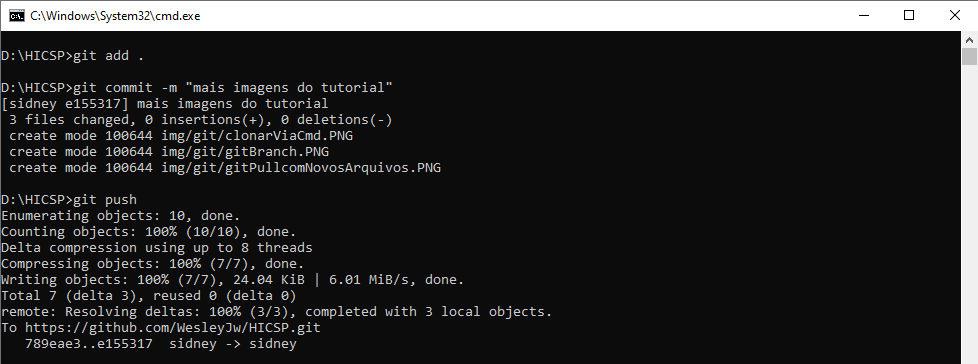 C:\Windows\System32\cmd.exe
D:\HICSP>git add .
D:\HICSP>git commit -m "mais imagens do tutorial"
[sidney e155317] mais imagens do tutorial
 3 files changed, 0 insertions(+), 0 deletions(-)
 create mode 100644 img/git/clonarViaCmd.PNG
 create mode 100644 img/git/gitBranch.PNG
 create mode 100644 img/git/gitPullcomNovosArquivos.PNG
D:\HICSP>git push
Enumerating objects: 10, done.
Counting objects: 100% (10/10), done.
Delta compression using up to 8 threads
Compressing objects: 100% (7/7), done.
Writing objects: 100% (7/7), 24.04 KiB | 6.01 MiB/s, done.
Total 7 (delta 3), reused 0 (delta 0)
remote: Resolving deltas: 100% (3/3), completed with 3 local objects.
To https://github.com/WesleyJw/HICSP.git
   789eae3..e155317  sidney -> sidney